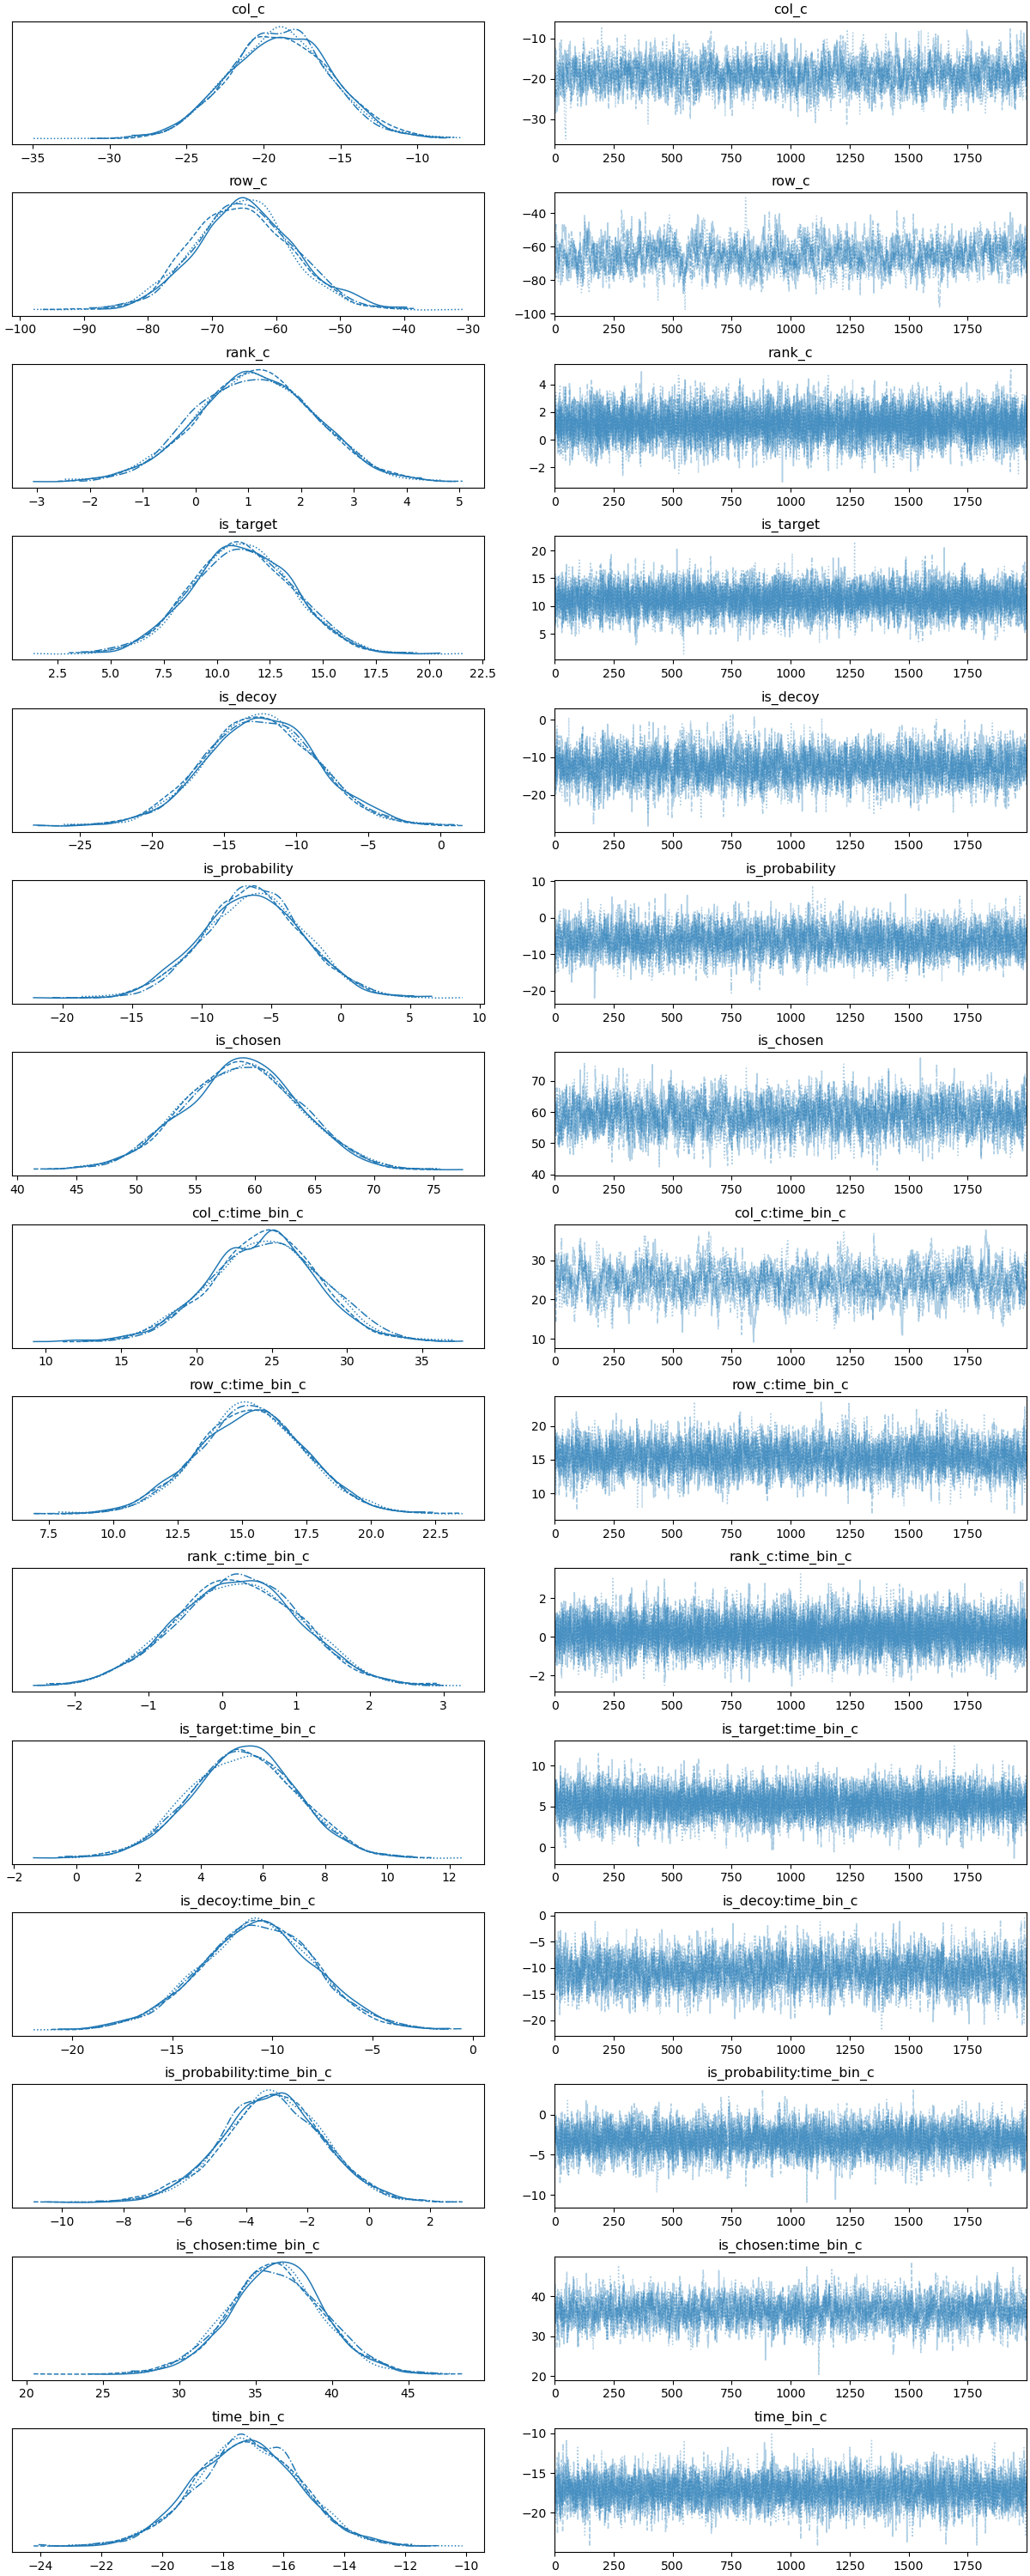 col_c col_c
−35 −30 −25 −20 −15 −10
−10 −20 −30
0 250 500 750 1000 1250 1500 1750
row_c row_c
−100 −90 −80 −70 −60 −50 −40 −30
−40 −60 −80 −100
0 250 500 750 1000 1250 1500 1750
rank_c rank_c
−3 −2 −1 0 1 2 3 4 5
4 2 0 −2
0 250 500 750 1000 1250 1500 1750
is_target is_target
2.5 5.0 7.5 10.0 12.5 15.0 17.5 20.0 22.5
20 15 10 5
0 250 500 750 1000 1250 1500 1750
is_decoy is_decoy
−25 −20 −15 −10 −5 0
0 −10 −20
0 250 500 750 1000 1250 1500 1750
is_probability is_probability
−20 −15 −10 −5 0 5 10
10 0 −10 −20
0 250 500 750 1000 1250 1500 1750
is_chosen is_chosen
40 45 50 55 60 65 70 75
70 60 50 40
0 250 500 750 1000 1250 1500 1750
col_c:time_bin_c col_c:time_bin_c
10 15 20 25 30 35
30 20 10
0 250 500 750 1000 1250 1500 1750
row_c:time_bin_c row_c:time_bin_c
7.5 10.0 12.5 15.0 17.5 20.0 22.5
20 15 10
0 250 500 750 1000 1250 1500 1750
rank_c:time_bin_c rank_c:time_bin_c
−2 −1 0 1 2 3
2 0 −2
0 250 500 750 1000 1250 1500 1750
is_target:time_bin_c is_target:time_bin_c
−2 0 2 4 6 8 10 12
10 5 0
0 250 500 750 1000 1250 1500 1750
is_decoy:time_bin_c is_decoy:time_bin_c
−20 −15 −10 −5 0
0 −5 −10 −15 −20
0 250 500 750 1000 1250 1500 1750
is_probability:time_bin_c is_probability:time_bin_c
−10 −8 −6 −4 −2 0 2
0 −5 −10
0 250 500 750 1000 1250 1500 1750
is_chosen:time_bin_c is_chosen:time_bin_c
20 25 30 35 40 45
40 30 20
0 250 500 750 1000 1250 1500 1750
time_bin_c time_bin_c
−24 −22 −20 −18 −16 −14 −12 −10
−10 −15 −20
0 250 500 750 1000 1250 1500 1750